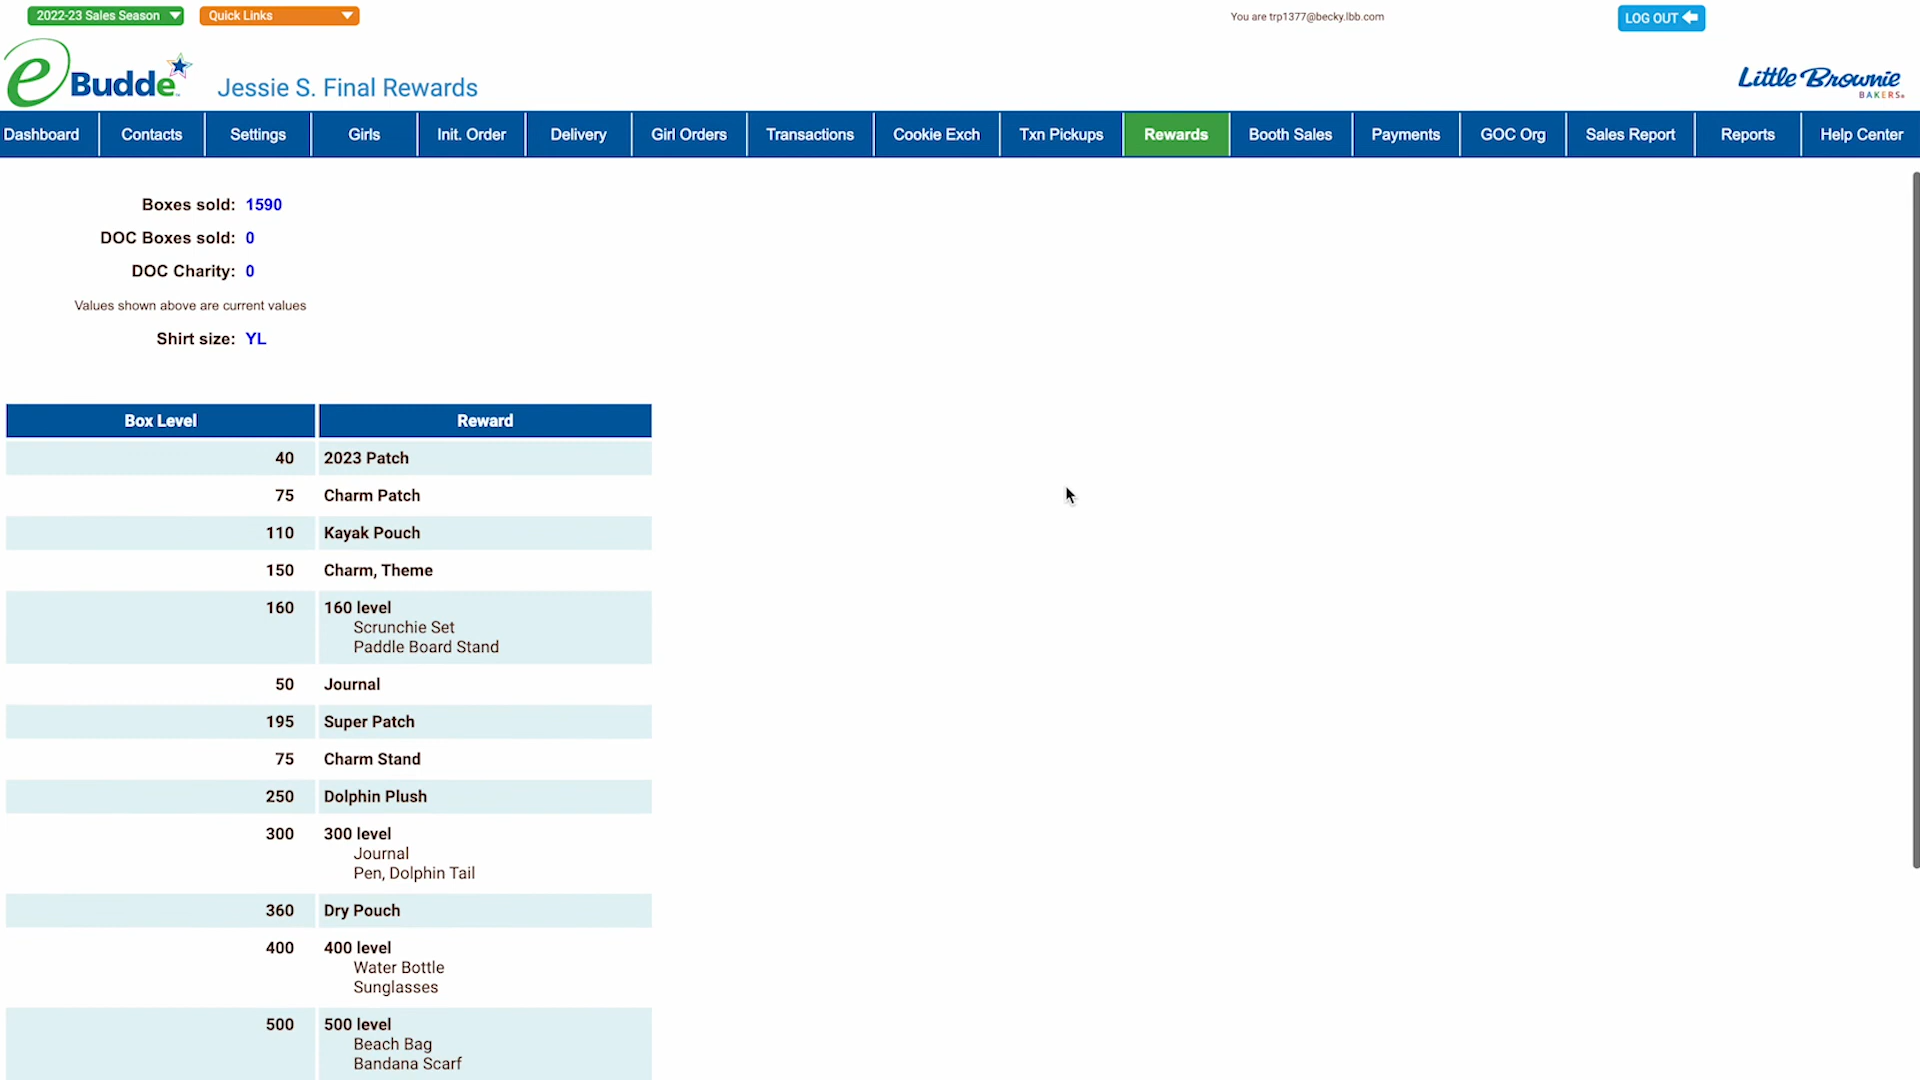 2022-23 Sales Season
Quick Links
You are trp1377@becky.lbb.com
LOG OUT
eBudde
Jessie S. Final Rewards
Little Brownie
BAKERS
Dashboard
Contacts
Settings
Girls
Init. Order
Delivery
Girl Orders
Transactions
Cookie Exch
Txn Pickups
Rewards
Booth Sales
Payments
GOC Org
Sales Report
Reports
Help Center
Boxes sold: 1590
DOC Boxes sold: 0
DOC Charity: 0
Values shown above are current values
Shirt size: YL
Box Level Reward
40 2023 Patch
75 Charm Patch
110 Kayak Pouch
150 Charm, Theme
160 160 level
Scrunchie Set
Paddle Board Stand
50 Journal
195 Super Patch
75 Charm Stand
250 Dolphin Plush
300 300 level
Journal
Pen, Dolphin Tail
360 Dry Pouch
400 400 level
Water Bottle
Sunglasses
500 500 level
Beach Bag
Bandana Scarf